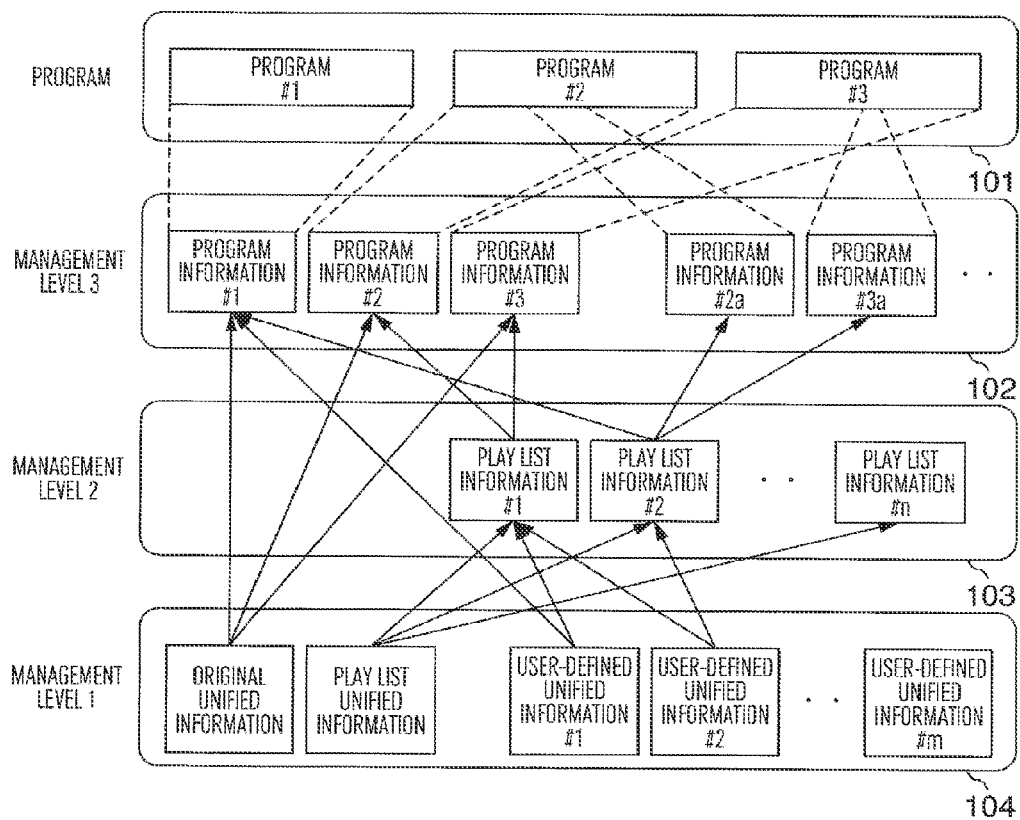 PROGRAM
PROGRAM
#1
PROGRAM
#2
PROGRAM
#3
101
MANAGEMENT
LEVEL 3
PROGRAM
INFORMATION
#1
PROGRAM
INFORMATION
#2
PROGRAM
INFORMATION
#3
PROGRAM
INFORMATION
#2a
PROGRAM
INFORMATION
#3a
102
MANAGEMENT
LEVEL 2
PLAY LIST
INFORMATION
#1
PLAY LIST
INFORMATION
#2
PLAY LIST
INFORMATION
#n
103
MANAGEMENT
LEVEL 1
ORIGINAL
UNIFIED
INFORMATION
PLAY LIST
UNIFIED
INFORMATION
USER-DEFINED
UNIFIED
INFORMATION
#1
USER-DEFINED
UNIFIED
INFORMATION
#2
USER-DEFINED
UNIFIED
INFORMATION
#m
104